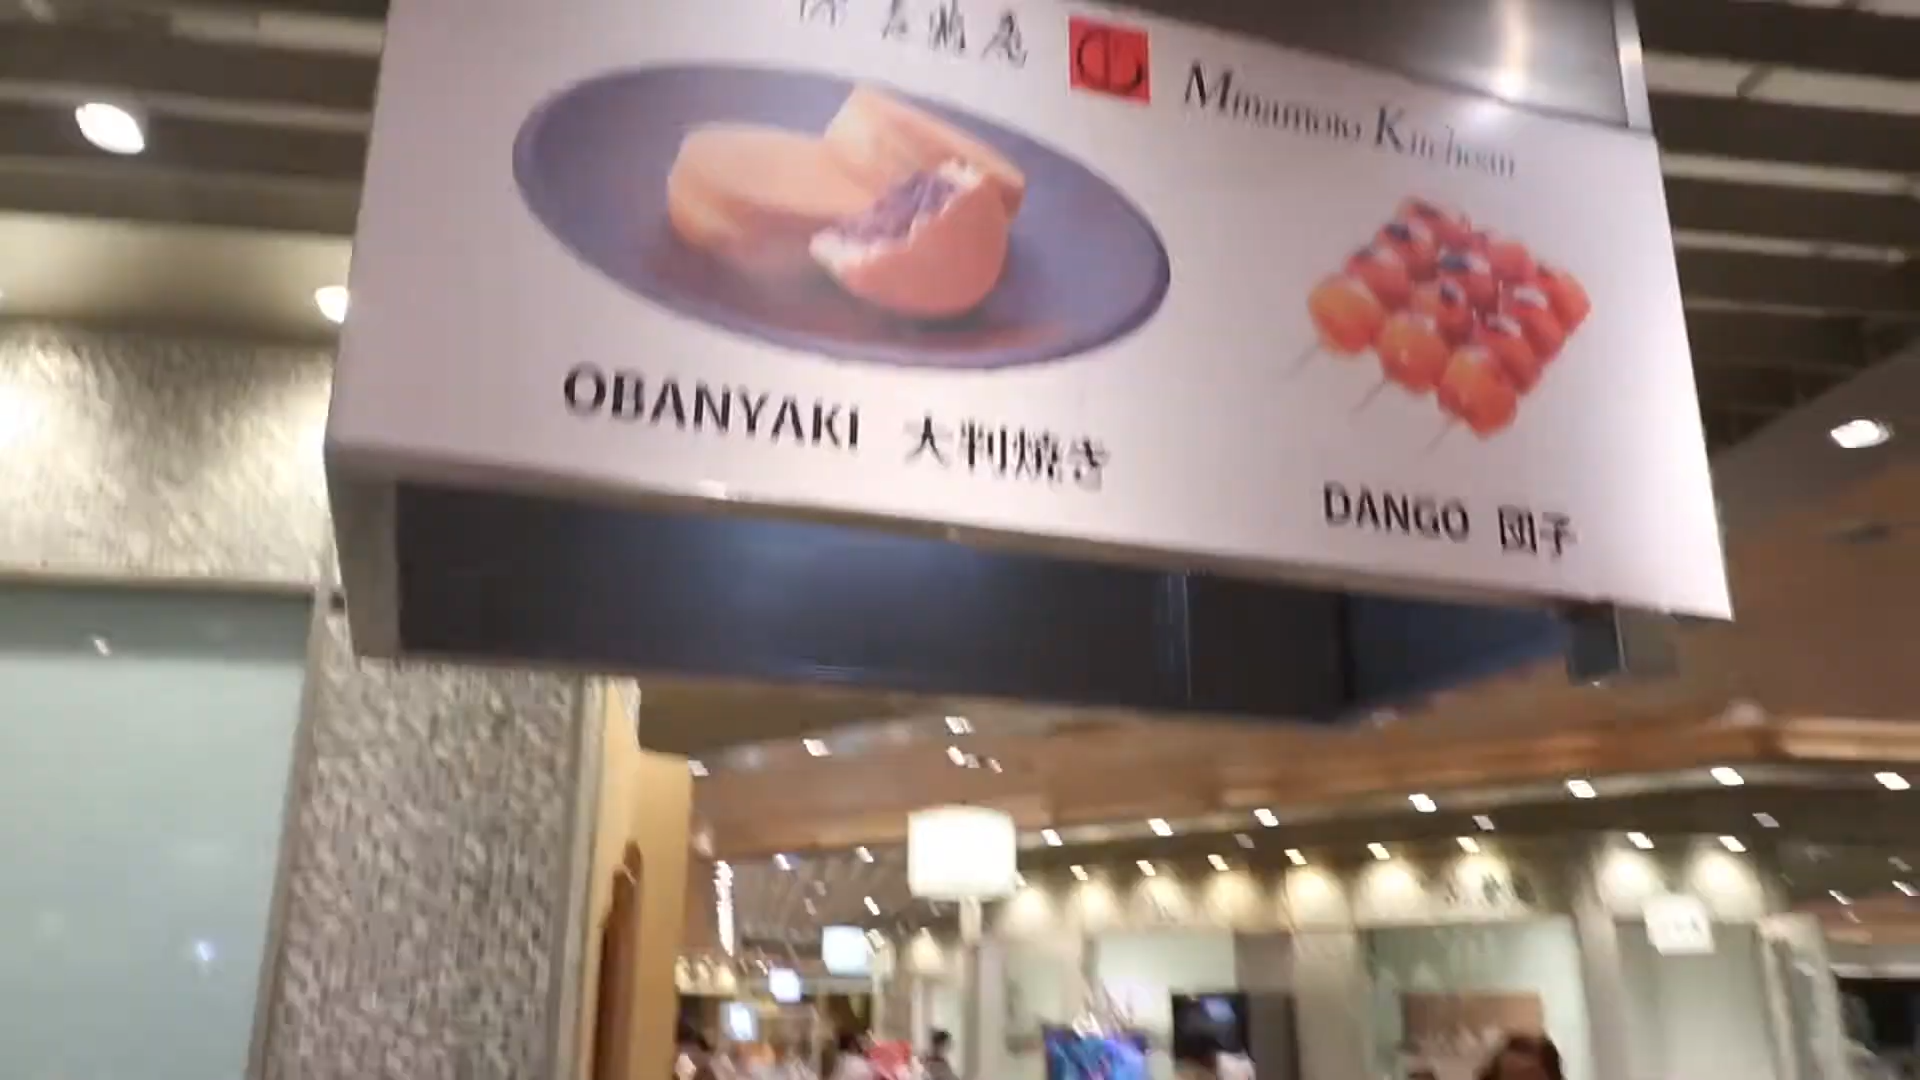 Minamoto Kitchoan
OBANYAKI 大判焼き
DANGO 団子